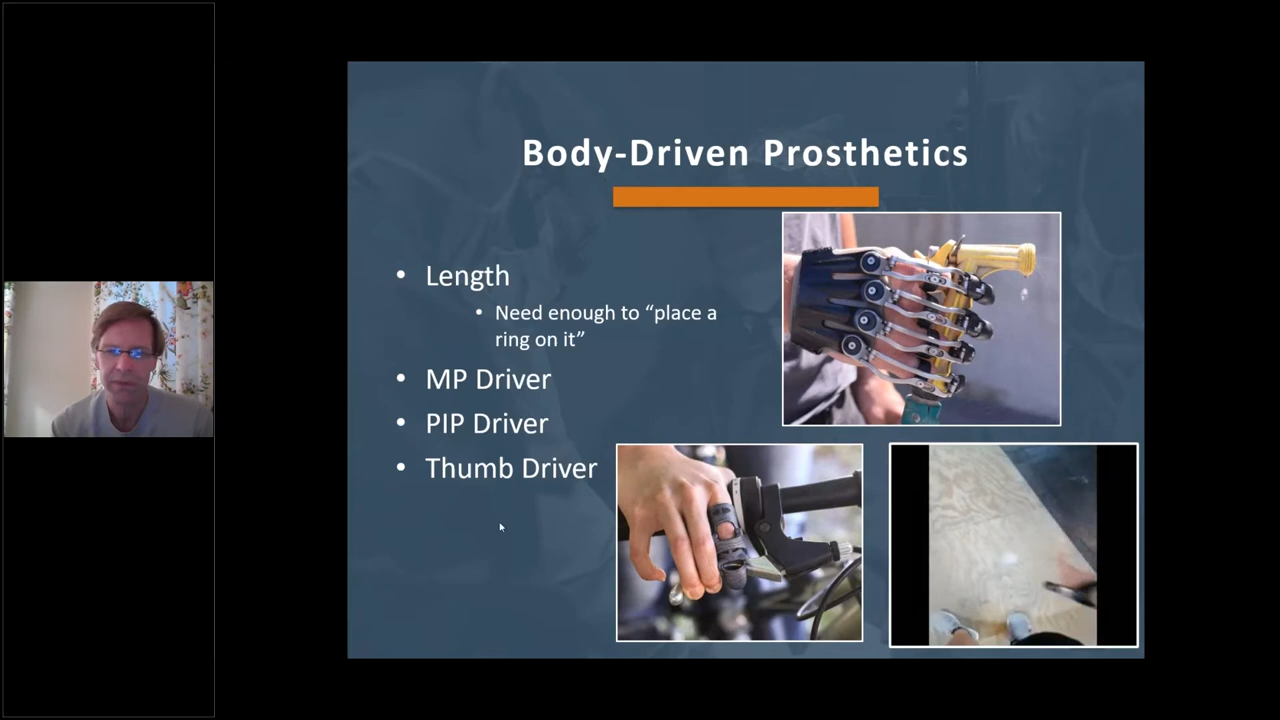 Body-Driven Prosthetics
• Length
• Need enough to “place a
ring on it”
• MP Driver
• PIP Driver
• Thumb Driver